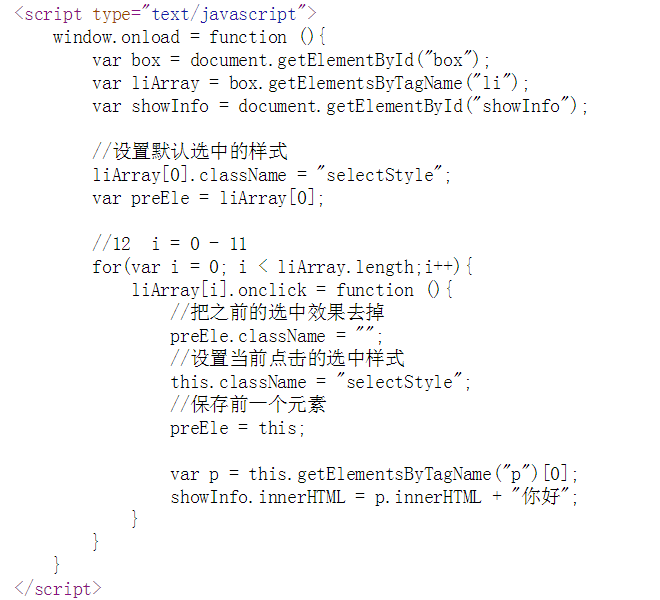 <script type="text/javascript">
    window.onload = function (){
        var box = document.getElementById("box");
        var liArray = box.getElementsByTagName("li");
        var showInfo = document.getElementById("showInfo");

        //设置默认选中的样式
        liArray[0].className = "selectStyle";
        var preEle = liArray[0];

        //12  i = 0 - 11
        for(var i = 0; i < liArray.length;i++){
            liArray[i].onclick = function (){
                //把之前的选中效果去掉
                preEle.className = "";
                //设置当前点击的选中样式
                this.className = "selectStyle";
                //保存前一个元素
                preEle = this;

                var p = this.getElementsByTagName("p")[0];
                showInfo.innerHTML = p.innerHTML + "你好";
            }
        }
    }
</script>